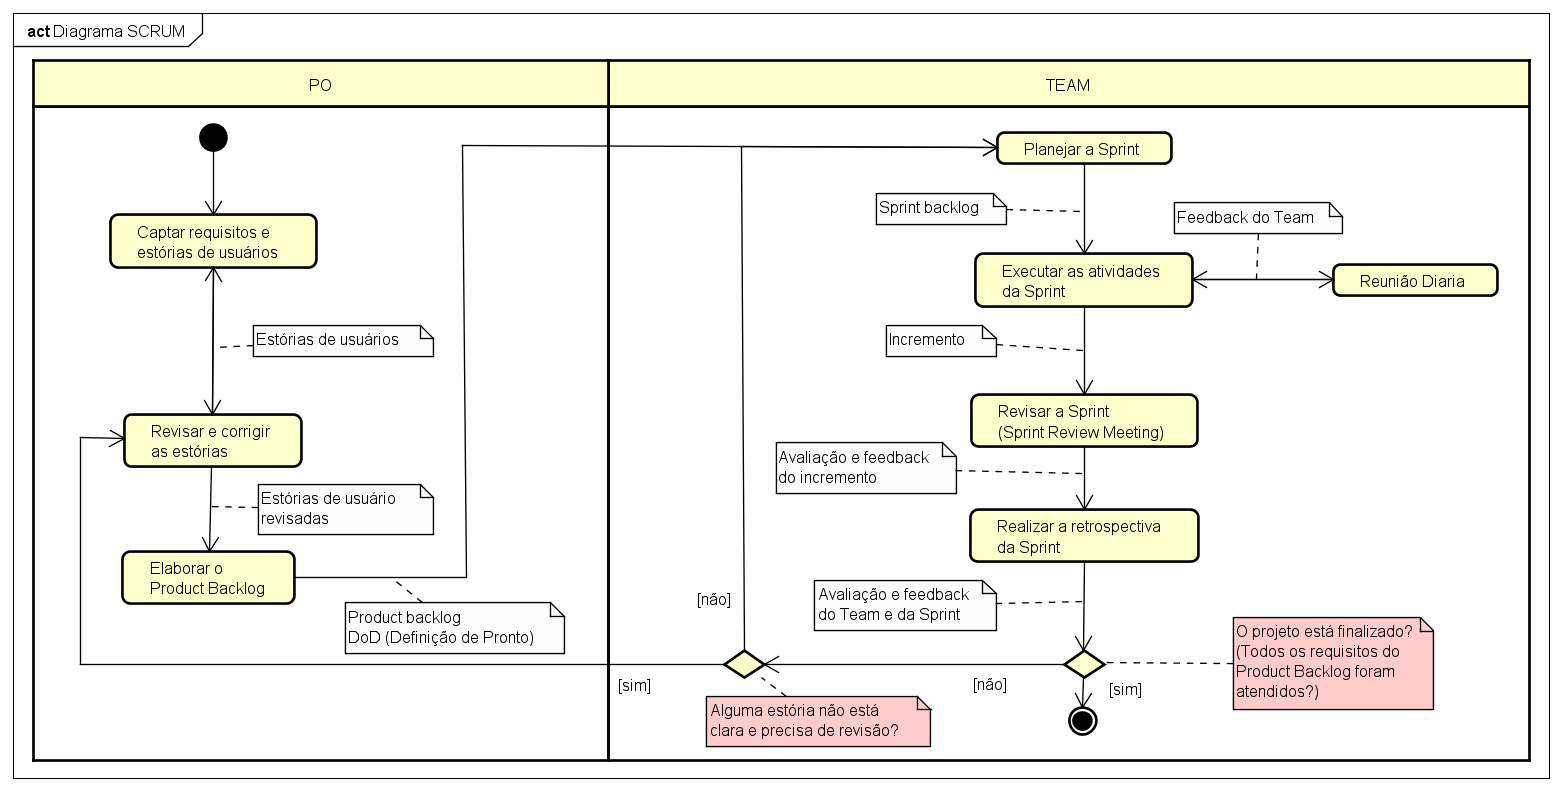 act Diagrama SCRUM
PO
TEAM
Captar requisitos e
estórias de usuários
Estórias de usuários
Revisar e corrigir
as estórias
Estórias de usuário
revisadas
Elaborar o
Product Backlog
Product backlog
DoD (Definição de Pronto)
Planejar a Sprint
Sprint backlog
Feedback do Team
Executar as atividades
da Sprint
Reunião Diaria
Incremento
Revisar a Sprint
(Sprint Review Meeting)
Avaliação e feedback
do incremento
Realizar a retrospectiva
da Sprint
Avaliação e feedback
do Team e da Sprint
[não]
O projeto está finalizado?
(Todos os requisitos do
Product Backlog foram
atendidos?)
[sim]
[não]
[sim]
Alguma estória não está
clara e precisa de revisão?